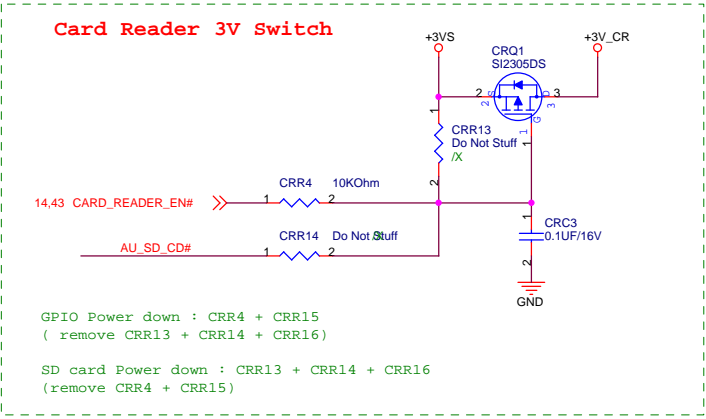 Card Reader 3V Switch
+3VS
+3V_CR
CRQ1
SI2305DS
2
S
D
3
2
3
G
1
1
1
CRR13
Do Not Stuff
/X
2
CRR4 10KOhm
14,43 CARD_READER_EN#
1
2
1
CRC3
0.1UF/16V
2
GND
AU_SD_CD#
CRR14 Do Not Stuff
/X
1
2
GPIO Power down : CRR4 + CRR15
( remove CRR13 + CRR14 + CRR16)
SD card Power down : CRR13 + CRR14 + CRR16
(remove CRR4 + CRR15)